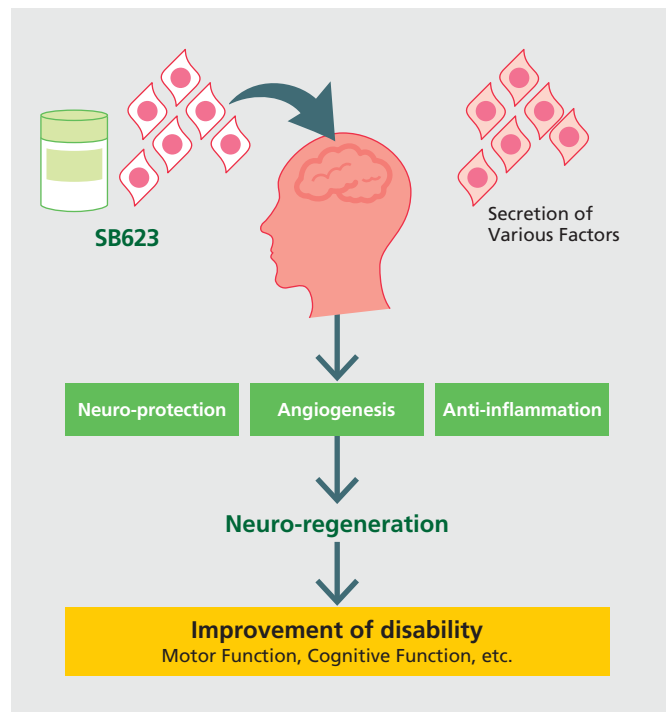 SB623
Secretion of
Various Factors
Neuro-protection
Angiogenesis
Anti-inflammation
Neuro-regeneration
Improvement of disability
Motor Function, Cognitive Function, etc.